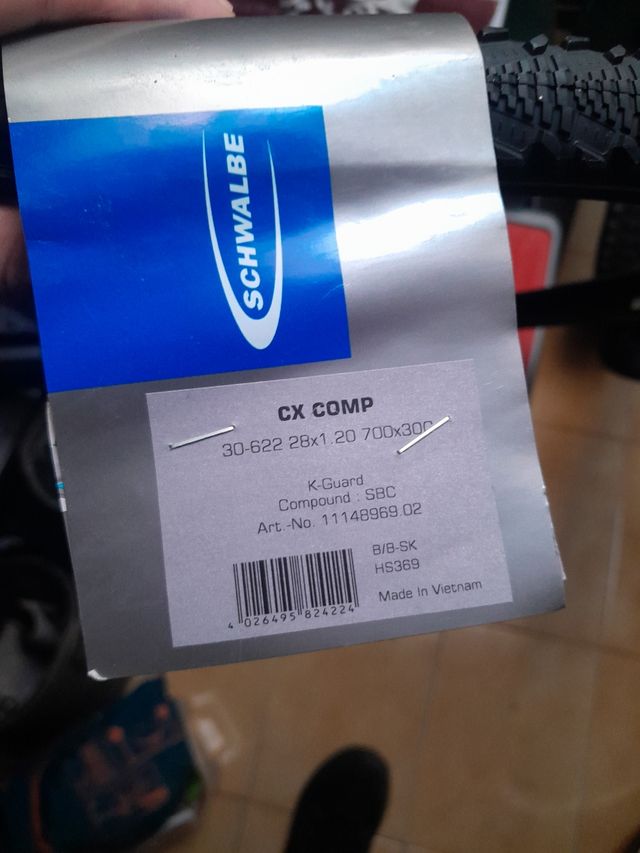 SCHWALBE
CX COMP
30-622 28x1.20 700x30C
K-Guard
Compound : SBC
Art.-No. 11148969.02
B/B-SK
HS369
4 026495 824224
Made In Vietnam